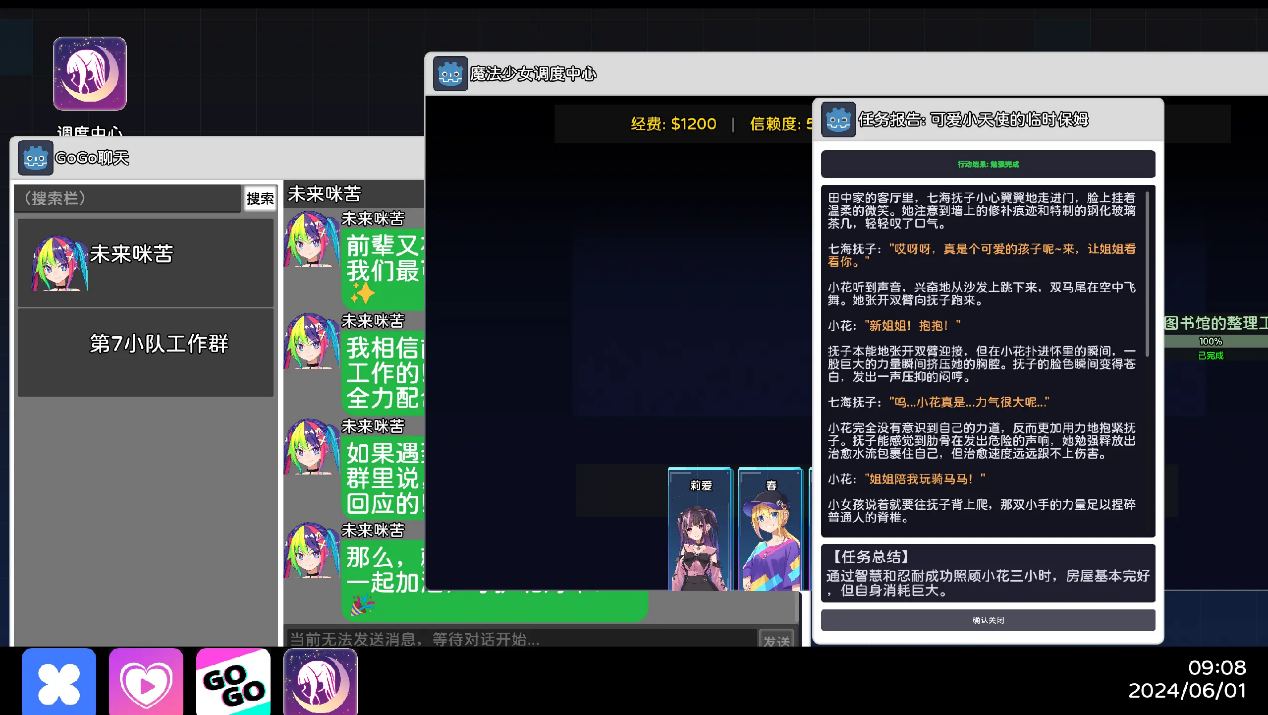 调度中心
GoGo聊天
（搜索栏）
搜索
未来咪苦
第7小队工作群
未来咪苦
未来咪苦
前辈又
我们最
✨
未来咪苦
我相信
工作的
全力配
未来咪苦
如果遇
群里说，
回应的！
未来咪苦
那么，
一起加
🎉
当前无法发送消息，等待对话开始...
发送
魔法少女调度中心
经费: $1200 | 信赖度: 5
莉爱
春
图书馆的整理工
100%
已完成
任务报告: 可爱小天使的临时保姆
行动结果: 勉强完成
田中家的客厅里，七海抚子小心翼翼地走进门，脸上挂着
温柔的微笑。她注意到墙上的修补痕迹和特制的钢化玻璃
茶几，轻轻叹了口气。
七海抚子："哎呀呀，真是个可爱的孩子呢~来，让姐姐看
看你。"
小花听到声音，兴奋地从沙发上跳下来，双马尾在空中飞
舞。她张开双臂向抚子跑来。
小花："新姐姐！抱抱！"
抚子本能地张开双臂迎接，但在小花扑进怀里的瞬间，一
股巨大的力量瞬间挤压她的胸腔。抚子的脸色瞬间变得苍
白，发出一声压抑的闷哼。
七海抚子："呜...小花真是...力气很大呢..."
小花完全没有意识到自己的力道，反而更加用力地抱紧抚
子。抚子能感觉到肋骨在发出危险的声响，她勉强释放出
治愈水流包裹住自己，但治愈速度远远跟不上伤害。
小花："姐姐陪我玩骑马马！"
小女孩说着就要往抚子背上爬，那双小手的力量足以捏碎
普通人的脊椎。
【任务总结】
通过智慧和忍耐成功照顾小花三小时，房屋基本完好
，但自身消耗巨大。
确认关闭
GO
GO
09:08
2024/06/01